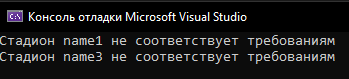 Консоль отладки Microsoft Visual Studio
Стадион name1 не соответствует требованиям
Стадион name3 не соответствует требованиям